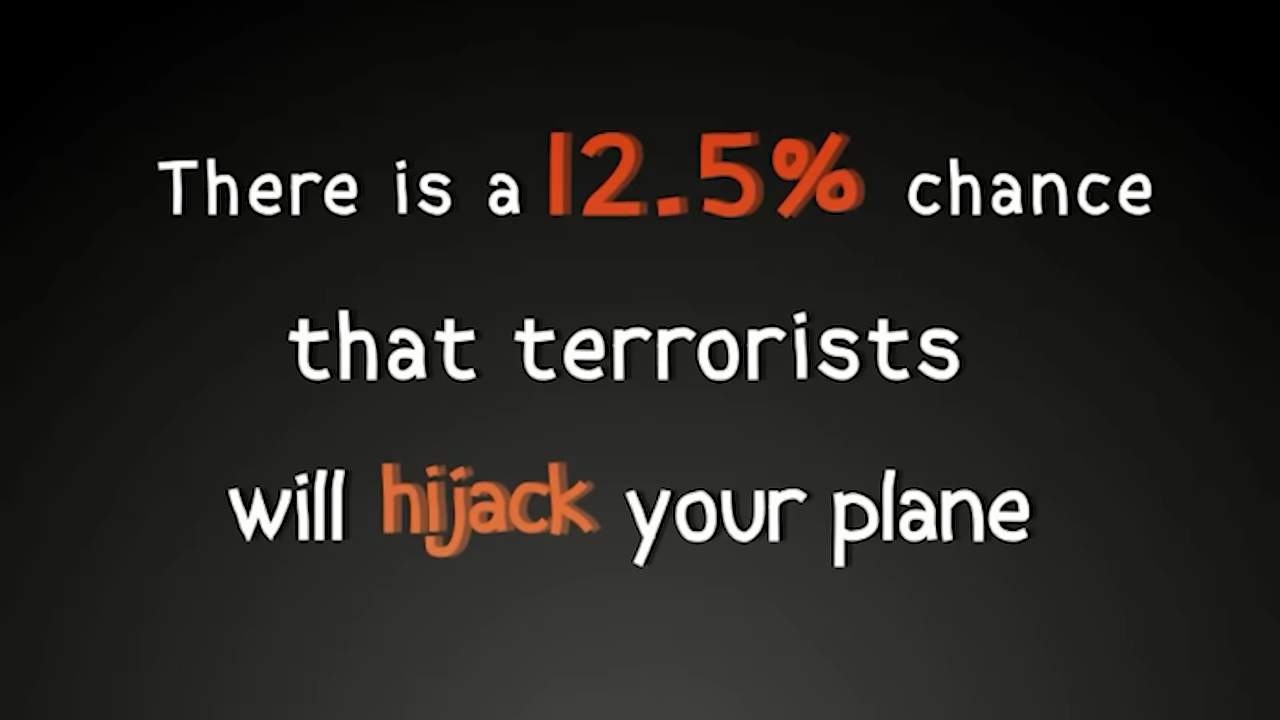 There is a 12.5% chance
that terrorists
will hijack your plane